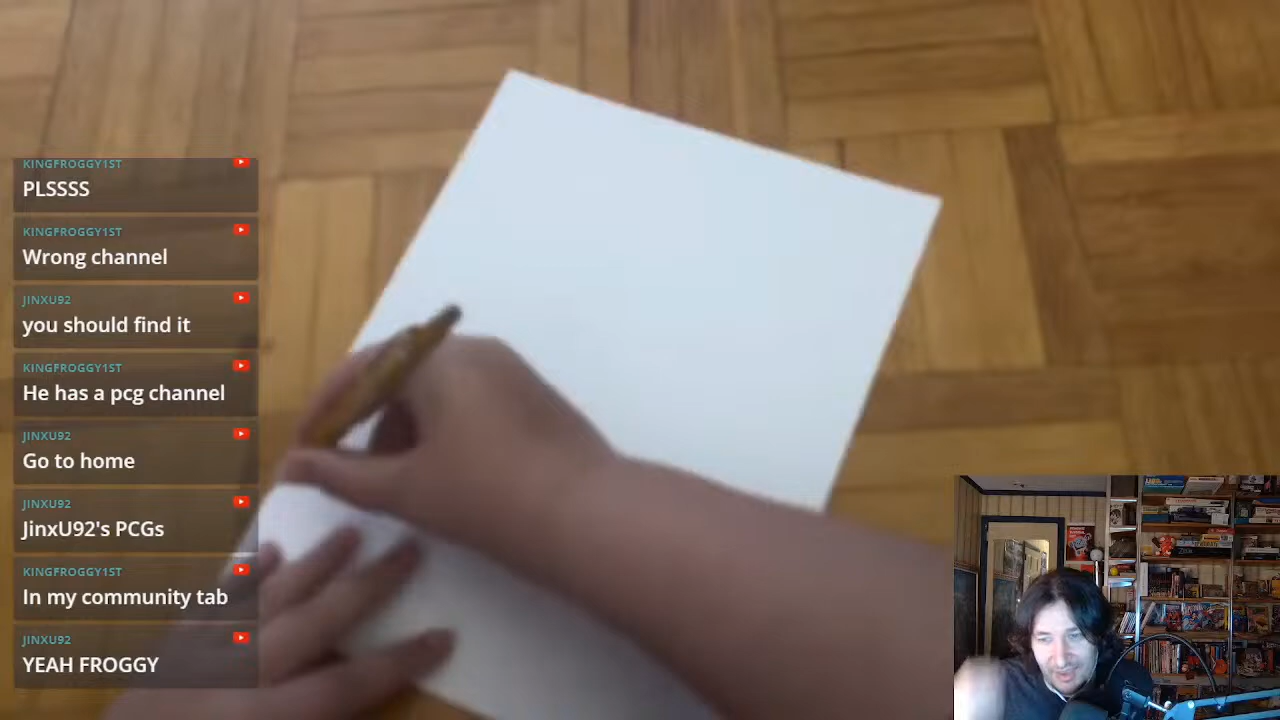 KINGFROGGY1ST
PLSSSS
KINGFROGGY1ST
Wrong channel
JINXU92
you should find it
KINGFROGGY1ST
He has a pcg channel
JINXU92
Go to home
JINXU92
JinxU92's PCGs
KINGFROGGY1ST
In my community tab
JINXU92
YEAH FROGGY